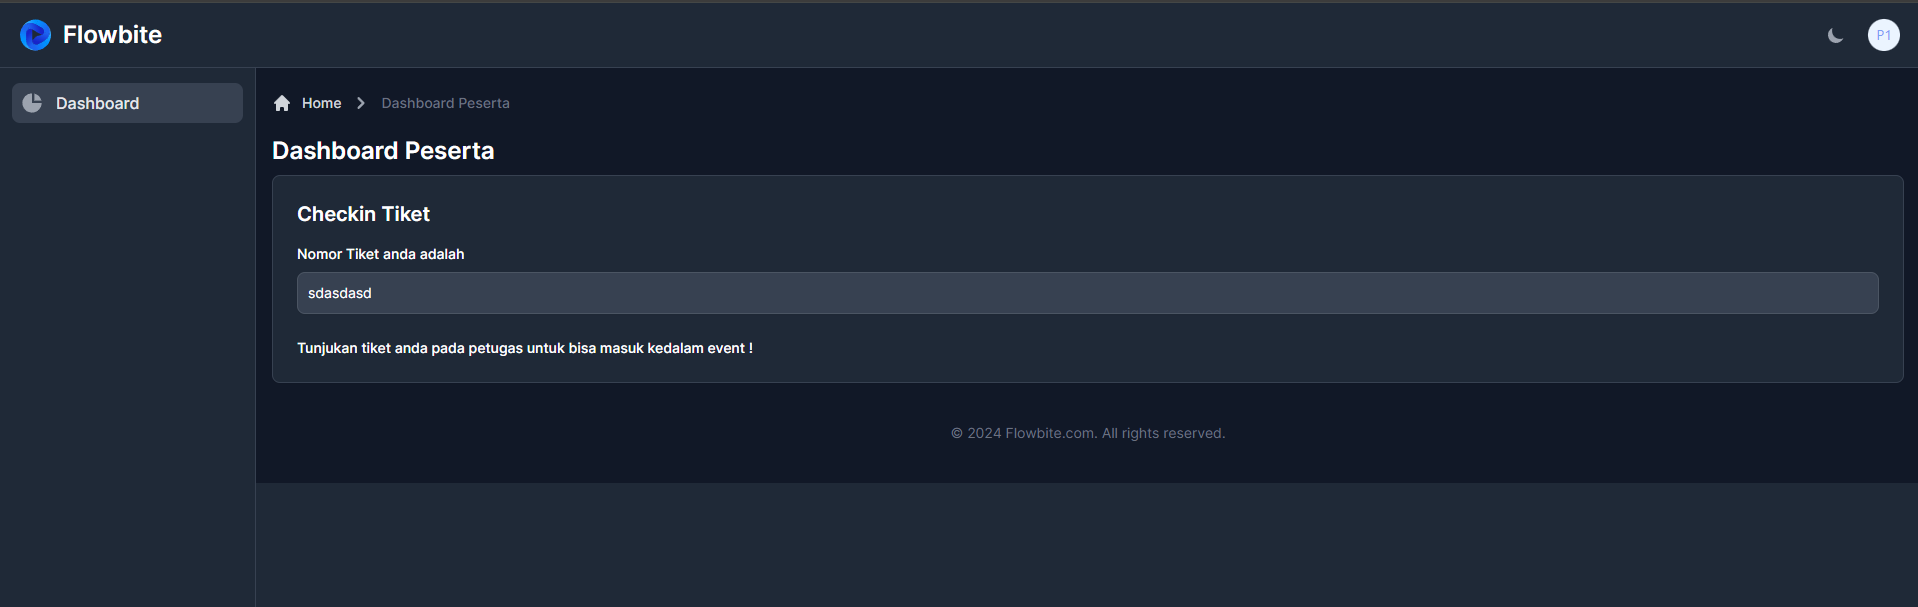 Flowbite
P1
Dashboard
Home
Dashboard Peserta
Dashboard Peserta
Checkin Tiket
Nomor Tiket anda adalah
sdasdasd
Tunjukan tiket anda pada petugas untuk bisa masuk kedalam event !
© 2024 Flowbite.com. All rights reserved.